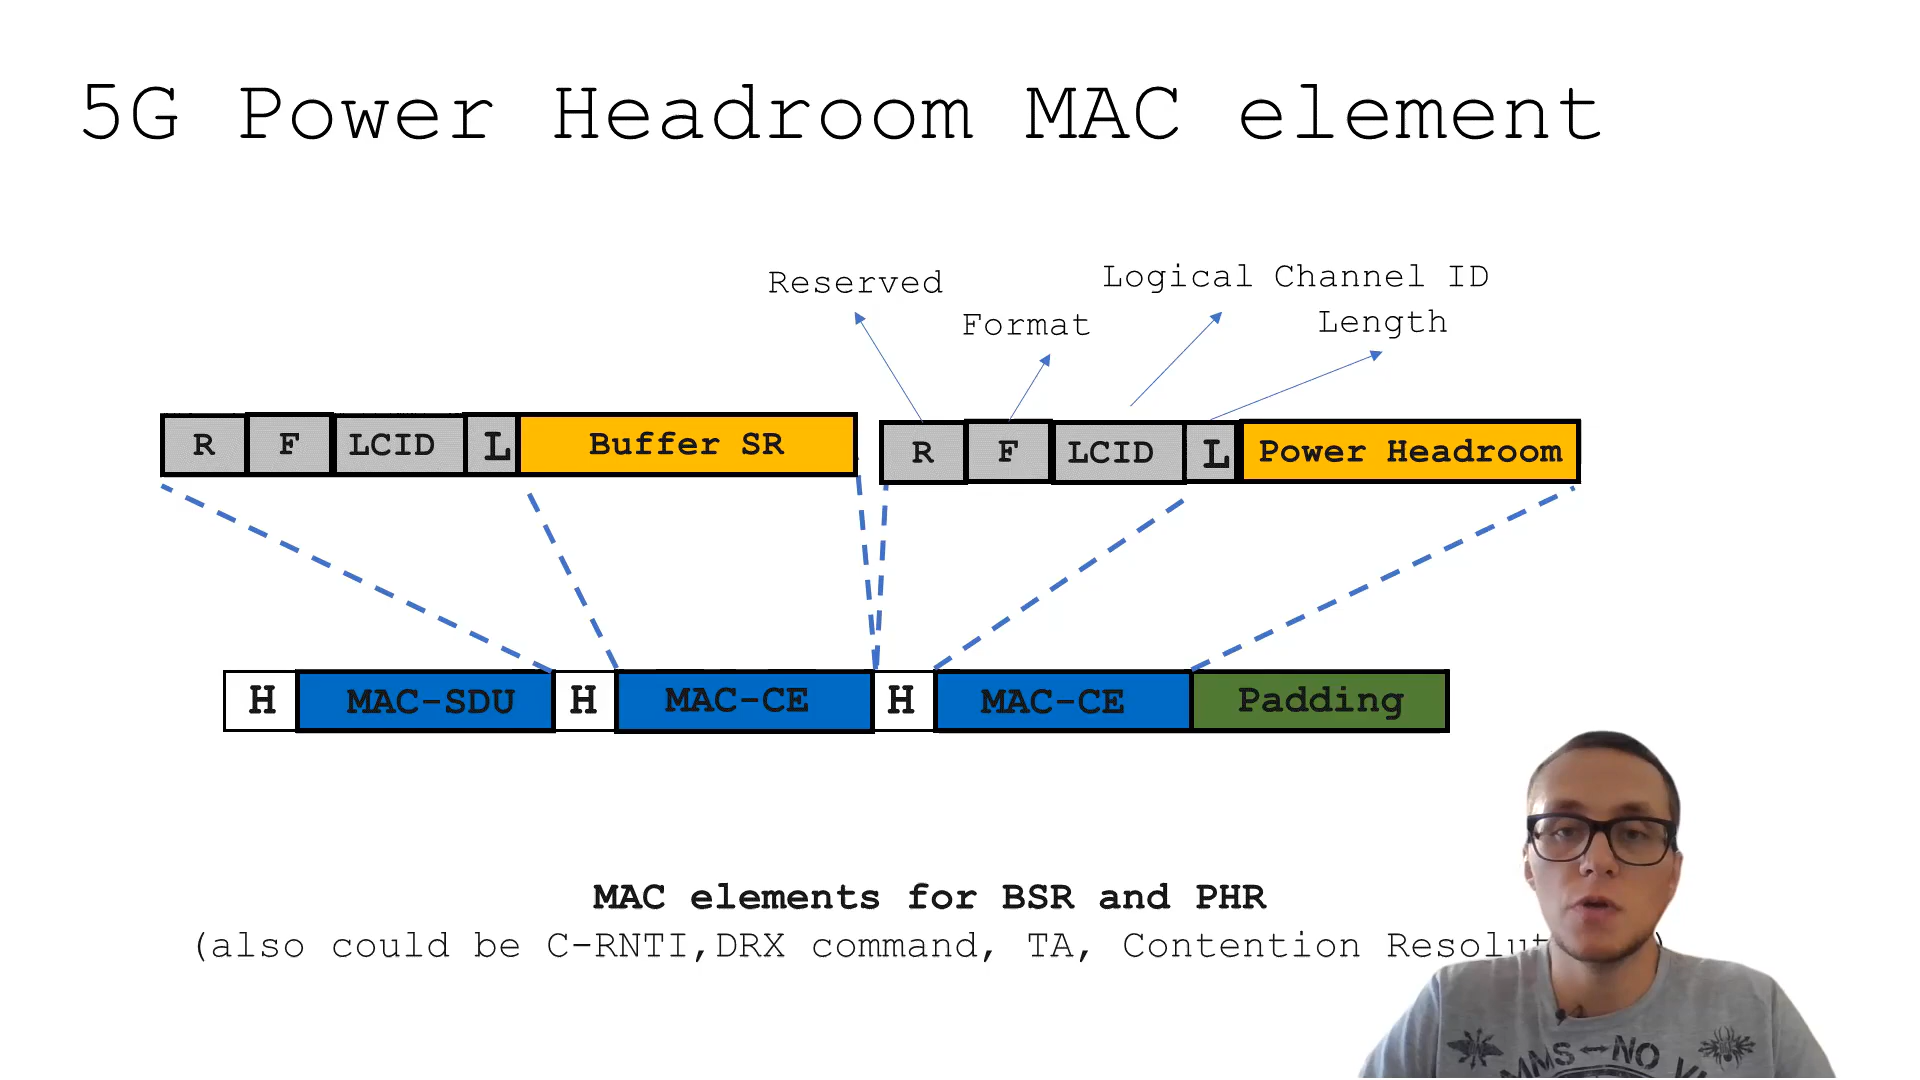 5G Power Headroom MAC element
Reserved
Logical Channel ID
Format
Length
R F LCID L Buffer SR
R F LCID L Power Headroom
H MAC-SDU H MAC-CE H MAC-CE Padding
MAC elements for BSR and PHR
(also could be C-RNTI,DRX command, TA, Contention